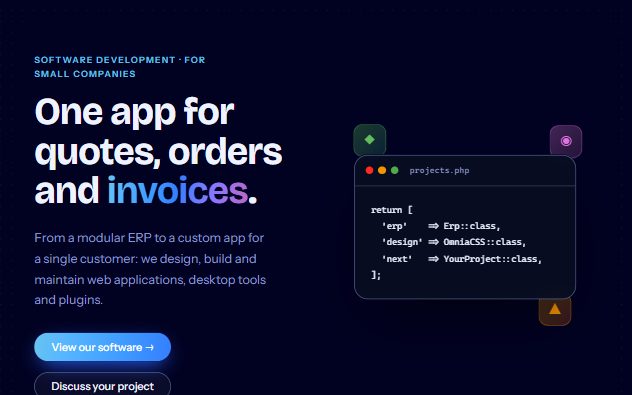 SOFTWARE DEVELOPMENT · FOR
SMALL COMPANIES
One app for
quotes, orders
and invoices.
From a modular ERP to a custom app for
a single customer: we design, build and
maintain web applications, desktop tools
and plugins.
View our software →
Discuss your project
projects.php
return [
'erp' => Erp::class,
'design' => OmniaCSS::class,
'next' => YourProject::class,
];